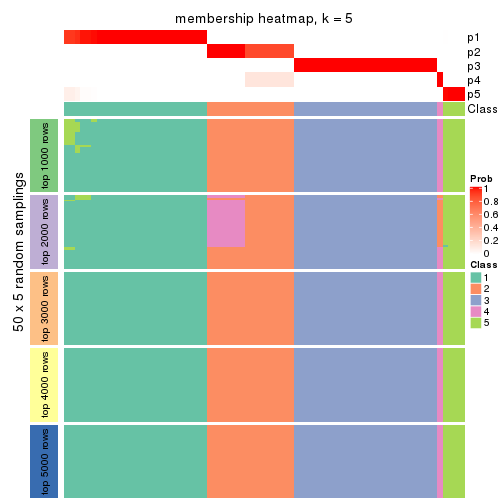 membership heatmap, k = 5
p1
p2
p3
p4
p5
Class
50 x 5 random samplings
top 1000 rows
top 2000 rows
top 3000 rows
top 4000 rows
top 5000 rows
Prob
1
0.8
0.6
0.4
0.2
0
Class
1
2
3
4
5